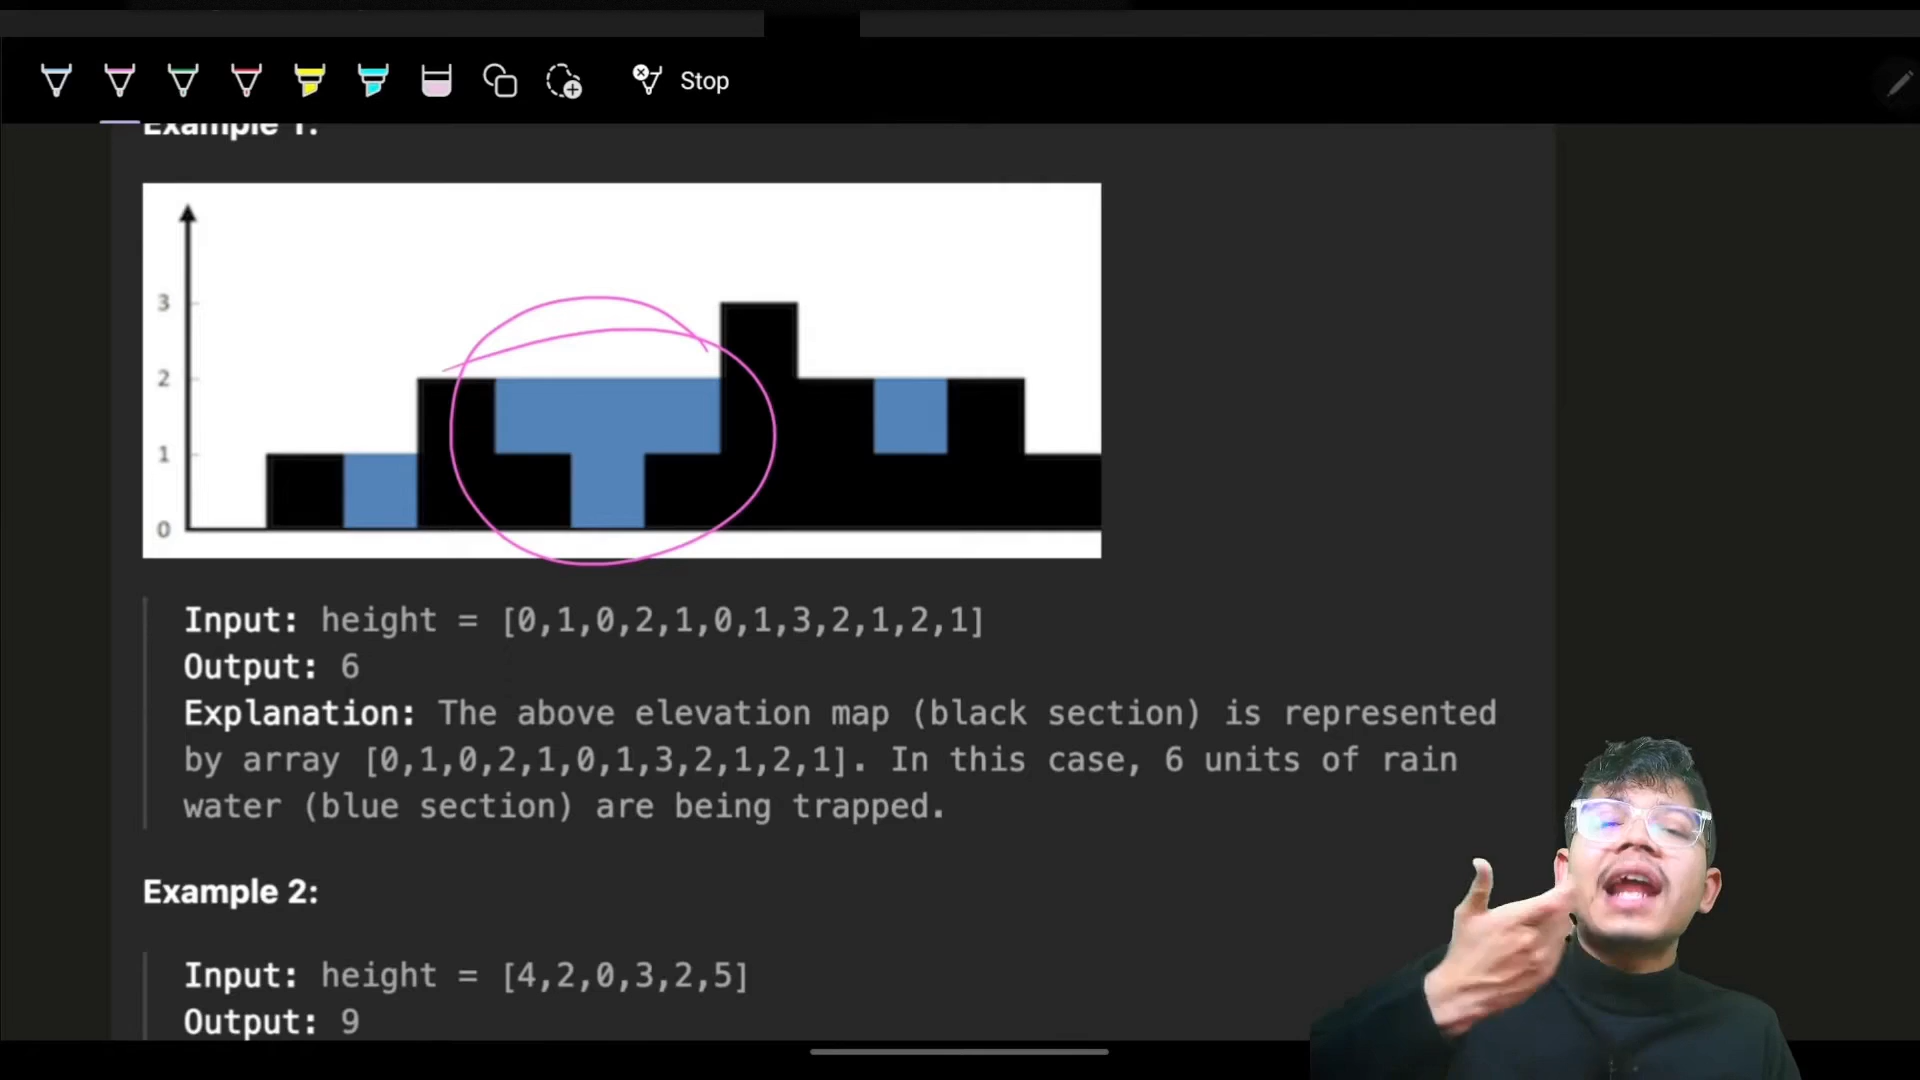 Stop
Example 1:
3
2
1
0
Input: height = [0,1,0,2,1,0,1,3,2,1,2,1]
Output: 6
Explanation: The above elevation map (black section) is represented
by array [0,1,0,2,1,0,1,3,2,1,2,1]. In this case, 6 units of rain
water (blue section) are being trapped.
Example 2:
Input: height = [4,2,0,3,2,5]
Output: 9